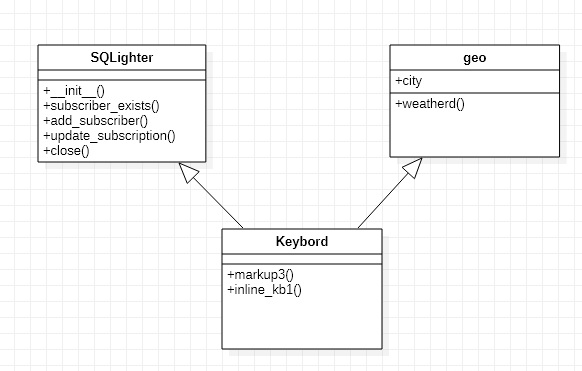 SQLighter
+__init__()
+subscriber_exists()
+add_subscriber()
+update_subscription()
+close()
geo
+city
+weatherd()
Keybord
+markup3()
+inline_kb1()